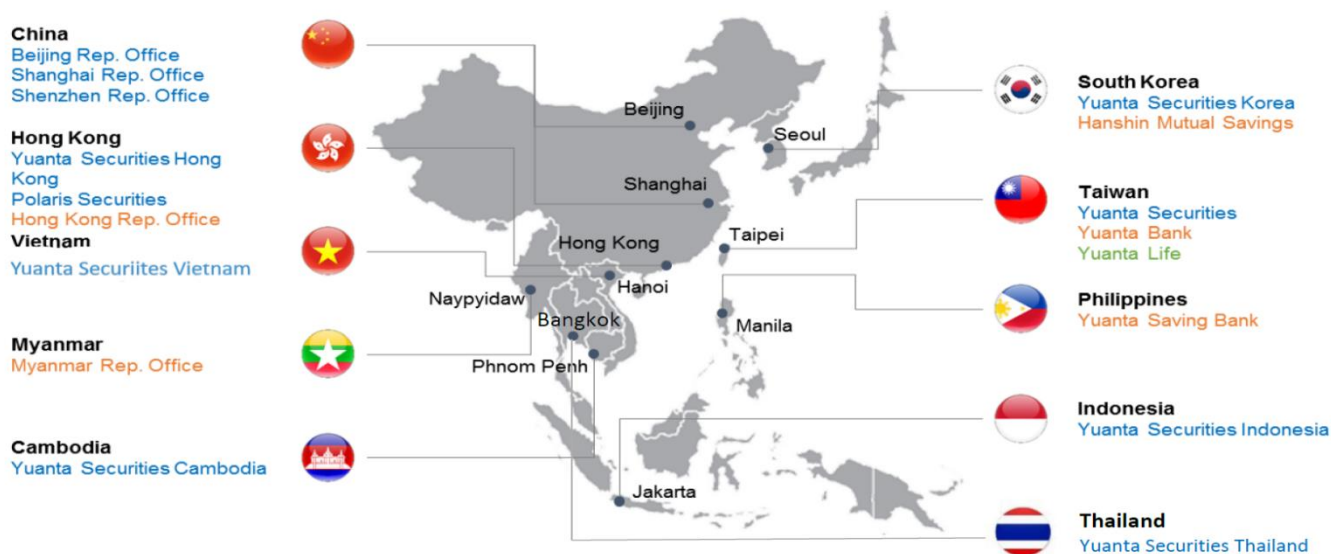 China
Beijing Rep. Office
Shanghai Rep. Office
Shenzhen Rep. Office
Hong Kong
Yuanta Securities Hong
Kong
Polaris Securities
Hong Kong Rep. Office
Vietnam
Yuanta Securiites Vietnam
Myanmar
Myanmar Rep. Office
Cambodia
Yuanta Securities Cambodia
Beijing
Seoul
Shanghai
Hong Kong
Taipei
Hanoi
Naypyidaw
Bangkok
Manila
Phnom Penh
Jakarta
South Korea
Yuanta Securities Korea
Hanshin Mutual Savings
Taiwan
Yuanta Securities
Yuanta Bank
Yuanta Life
Philippines
Yuanta Saving Bank
Indonesia
Yuanta Securities Indonesia
Thailand
Yuanta Securities Thailand